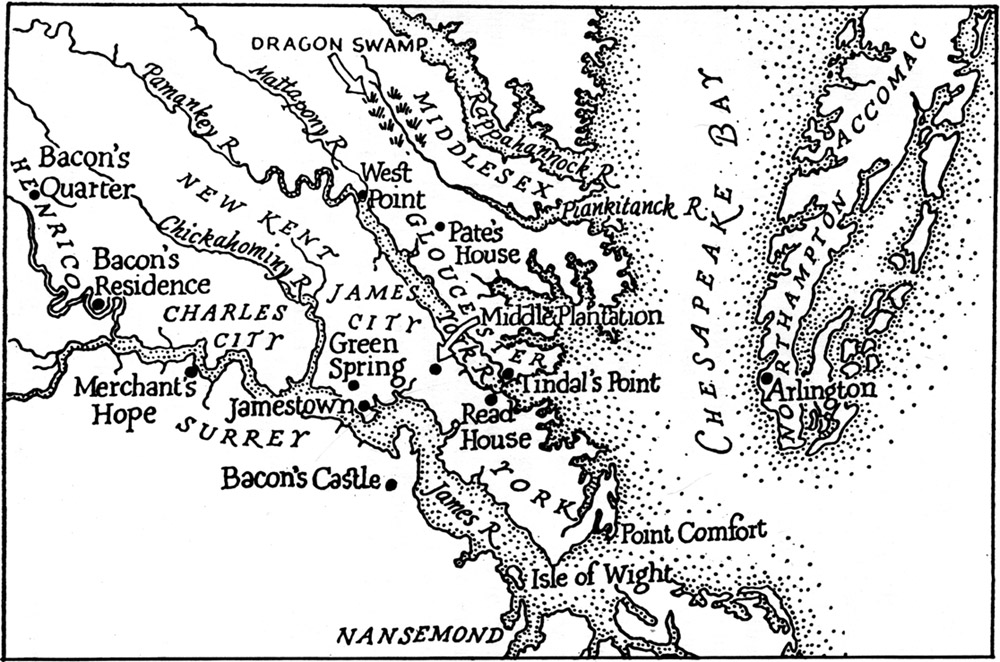 DRAGON SWAMP
Pamankey R.
Mattapony R.
MIDDLESEX
Rappahannock R.
CHESAPEAKE BAY
ACCOMAC
Bacon's
Quarter
HENRICO
NEW KENT
West
Point
Piankitanck R.
Chickahominy R.
GLOUCESTER
Pate's
House
NORTHAMPTON
Bacon's
Residence
CHARLES
CITY
JAMES
CITY
YORK R.
Middle Plantation
Green
Spring
Tindal's Point
Arlington
Merchant's
Hope
Jamestown
Read
House
SURREY
Bacon's Castle
James R.
YORK
Point Comfort
Isle of Wight
NANSEMOND